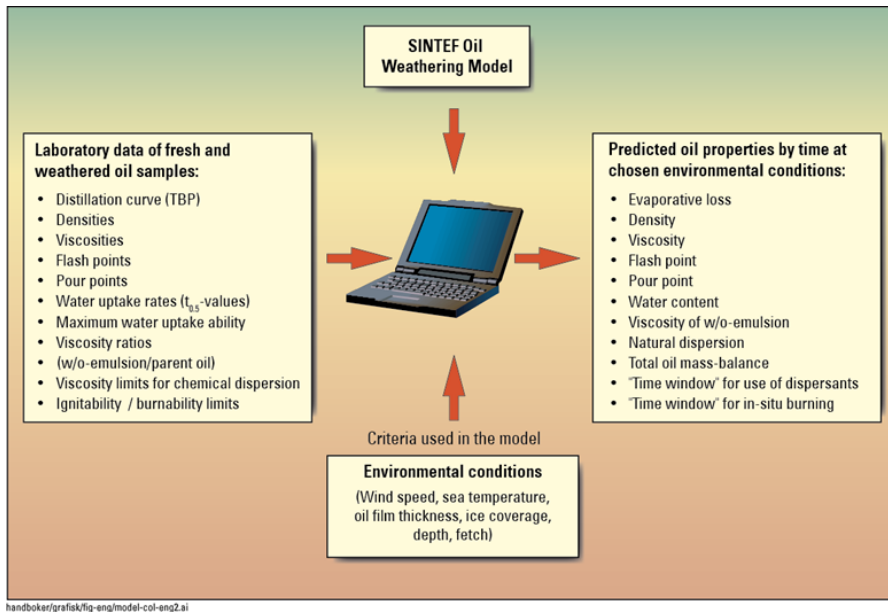 SINTEF Oil
Weathering Model
Laboratory data of fresh and
weathered oil samples:
• Distillation curve (TBP)
• Densities
• Viscosities
• Flash points
• Pour points
• Water uptake rates (t0.5-values)
• Maximum water uptake ability
• Viscosity ratios
• (w/o-emulsion/parent oil)
• Viscosity limits for chemical dispersion
• Ignitability / burnability limits
Predicted oil properties by time at
chosen environmental conditions:
• Evaporative loss
• Density
• Viscosity
• Flash point
• Pour point
• Water content
• Viscosity of w/o-emulsion
• Natural dispersion
• Total oil mass-balance
• "Time window" for use of dispersants
• "Time window" for in-situ burning
Criteria used in the model
Environmental conditions
(Wind speed, sea temperature,
oil film thickness, ice coverage,
depth, fetch)
handboker/grafisk/fig-eng/model-col-eng2.ai